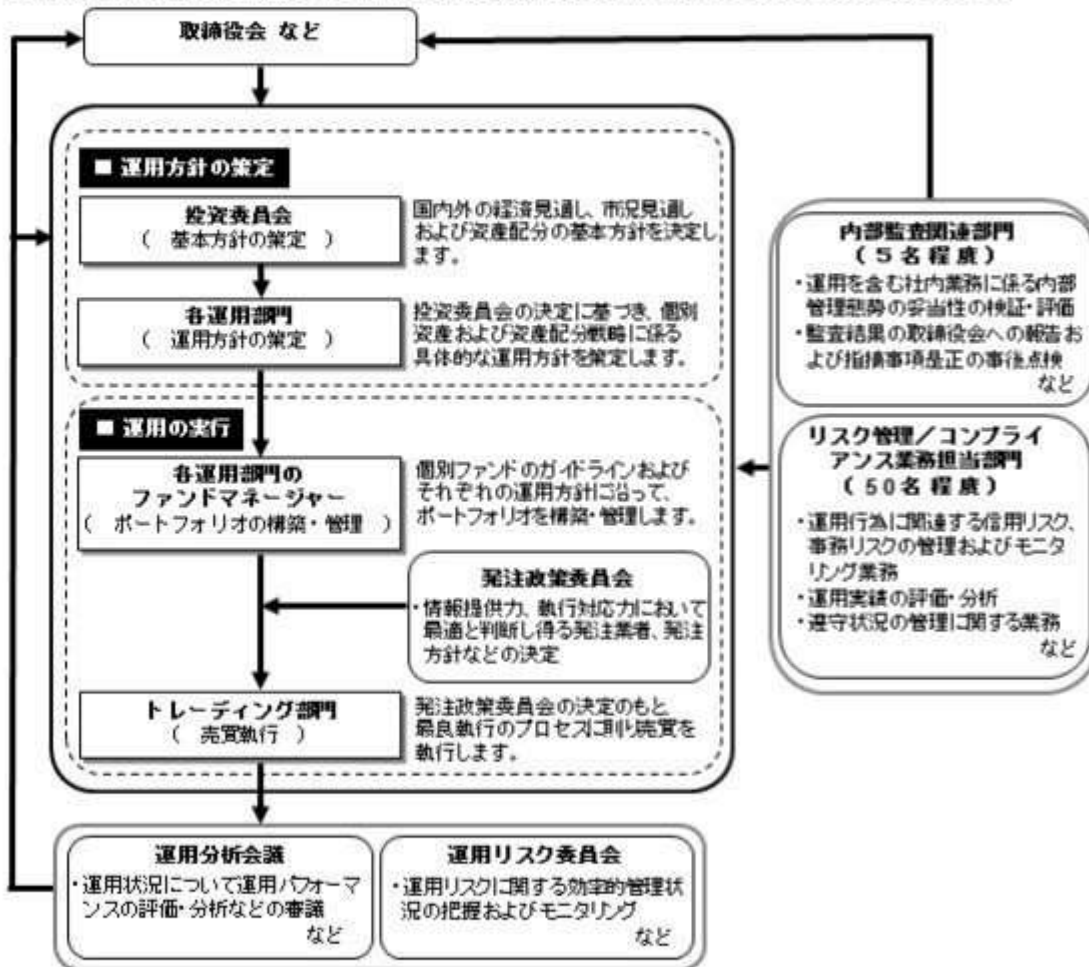 取締役会 など
■ 運用方針の策定
投資委員会
( 基本方針の策定 )
国内外の経済見通し、市況見通し
および資産配分の基本方針を決定し
ます。
各運用部門
( 運用方針の策定 )
投資委員会の決定に基づき、個別
資産および資産配分戦略に係る
具体的な運用方針を策定します。
■ 運用の実行
各運用部門の
ファンドマネージャー
( ポートフォリオの構築・管理 )
個別ファンドのガイドラインおよび
それぞれの運用方針に沿って、
ポートフォリオを構築・管理します。
発注政策委員会
・情報提供力、執行対応力において
最適と判断し得る発注業者、発注
方針などの決定
トレーディング部門
( 売買執行 )
発注政策委員会の決定のもと
最良執行のプロセスに則り売買を
執行します。
運用分析会議
・運用状況について運用パフォーマ
ンスの評価・分析などの審議
など
運用リスク委員会
・運用リスクに関する効率的管理状
況の把握およびモニタリング
など
内部監査関連部門
(5名程度)
・運用を含む社内業務に係る内部
管理態勢の妥当性の検証・評価
・監査結果の取締役会への報告お
よび指摘事項是正の事後点検
など
リスク管理/コンプライ
アンス業務担当部門
(50名程度)
・運用行為に関連する信用リスク、
事務リスクの管理およびモニタ
リング業務
・運用実績の評価・分析
・遵守状況の管理に関する業務
など